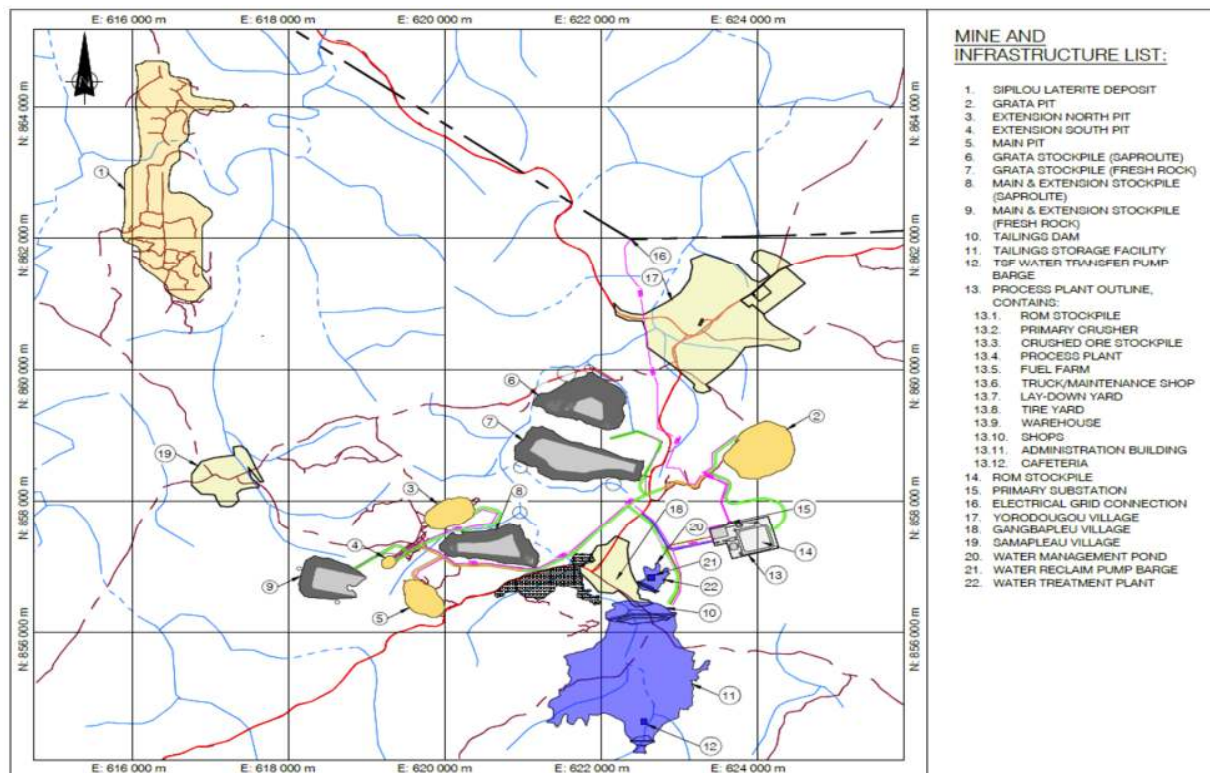 E: 616 000 m E: 618 000 m E: 620 000 m E: 622 000 m E: 624 000 m
N: 864 000 m
N: 862 000 m
N: 860 000 m
N: 858 000 m
N: 856 000 m
N
1
16
17
6
2
7
19
3
8
18
20
15
4
21
14
9
22
13
5
10
11
12
N: 864 000 m
N: 862 000 m
N: 860 000 m
N: 858 000 m
N: 856 000 m
E: 616 000 m E: 618 000 m E: 620 000 m E: 622 000 m E: 624 000 m
MINE AND
INFRASTRUCTURE LIST:
1. SIPILOU LATERITE DEPOSIT
2. GRATA PIT
3. EXTENSION NORTH PIT
4. EXTENSION SOUTH PIT
5. MAIN PIT
6. GRATA STOCKPILE (SAPROLITE)
7. GRATA STOCKPILE (FRESH ROCK)
8. MAIN & EXTENSION STOCKPILE
(SAPROLITE)
9. MAIN & EXTENSION STOCKPILE
(FRESH ROCK)
10. TAILINGS DAM
11. TAILINGS STORAGE FACILITY
12. TSF WATER TRANSFER PUMP
BARGE
13. PROCESS PLANT OUTLINE,
CONTAINS:
13.1. ROM STOCKPILE
13.2. PRIMARY CRUSHER
13.3. CRUSHED ORE STOCKPILE
13.4. PROCESS PLANT
13.5. FUEL FARM
13.6. TRUCK/MAINTENANCE SHOP
13.7. LAY-DOWN YARD
13.8. TIRE YARD
13.9. WAREHOUSE
13.10. SHOPS
13.11. ADMINISTRATION BUILDING
13.12. CAFETERIA
14. ROM STOCKPILE
15. PRIMARY SUBSTATION
16. ELECTRICAL GRID CONNECTION
17. YORODOUGOU VILLAGE
18. GANGBAPLEU VILLAGE
19. SAMAPLEAU VILLAGE
20. WATER MANAGEMENT POND
21. WATER RECLAIM PUMP BARGE
22. WATER TREATMENT PLANT